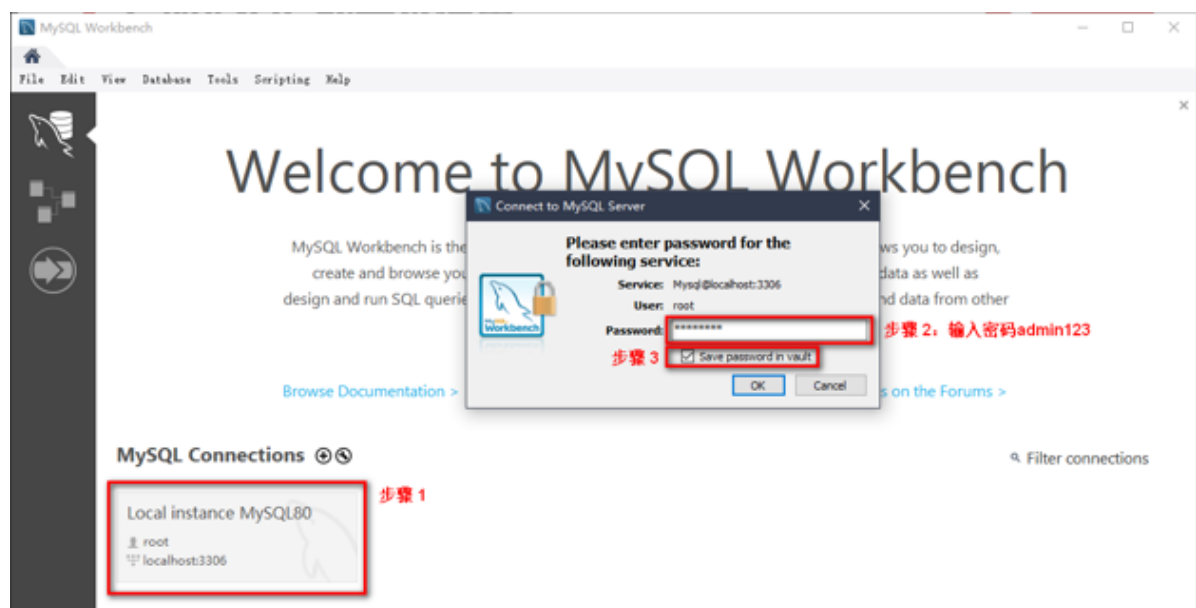 MySQL Workbench
File Edit View Database Tools Scripting Help
Welcome to MySQL Workbench
Connect to MySQL Server
MySQL Workbench is the
ws you to design,
create and browse you
data as well as
design and run SQL querie
nd data from other
Please enter password for the
following service:
Service: Mysql@localhost:3306
User: root
Password: ********
步骤 2：输入密码admin123
步骤 3
Save password in vault
OK Cancel
Workbench
Browse Documentation >
s on the Forums >
MySQL Connections
Filter connections
步骤 1
Local instance MySQL80
root
localhost:3306